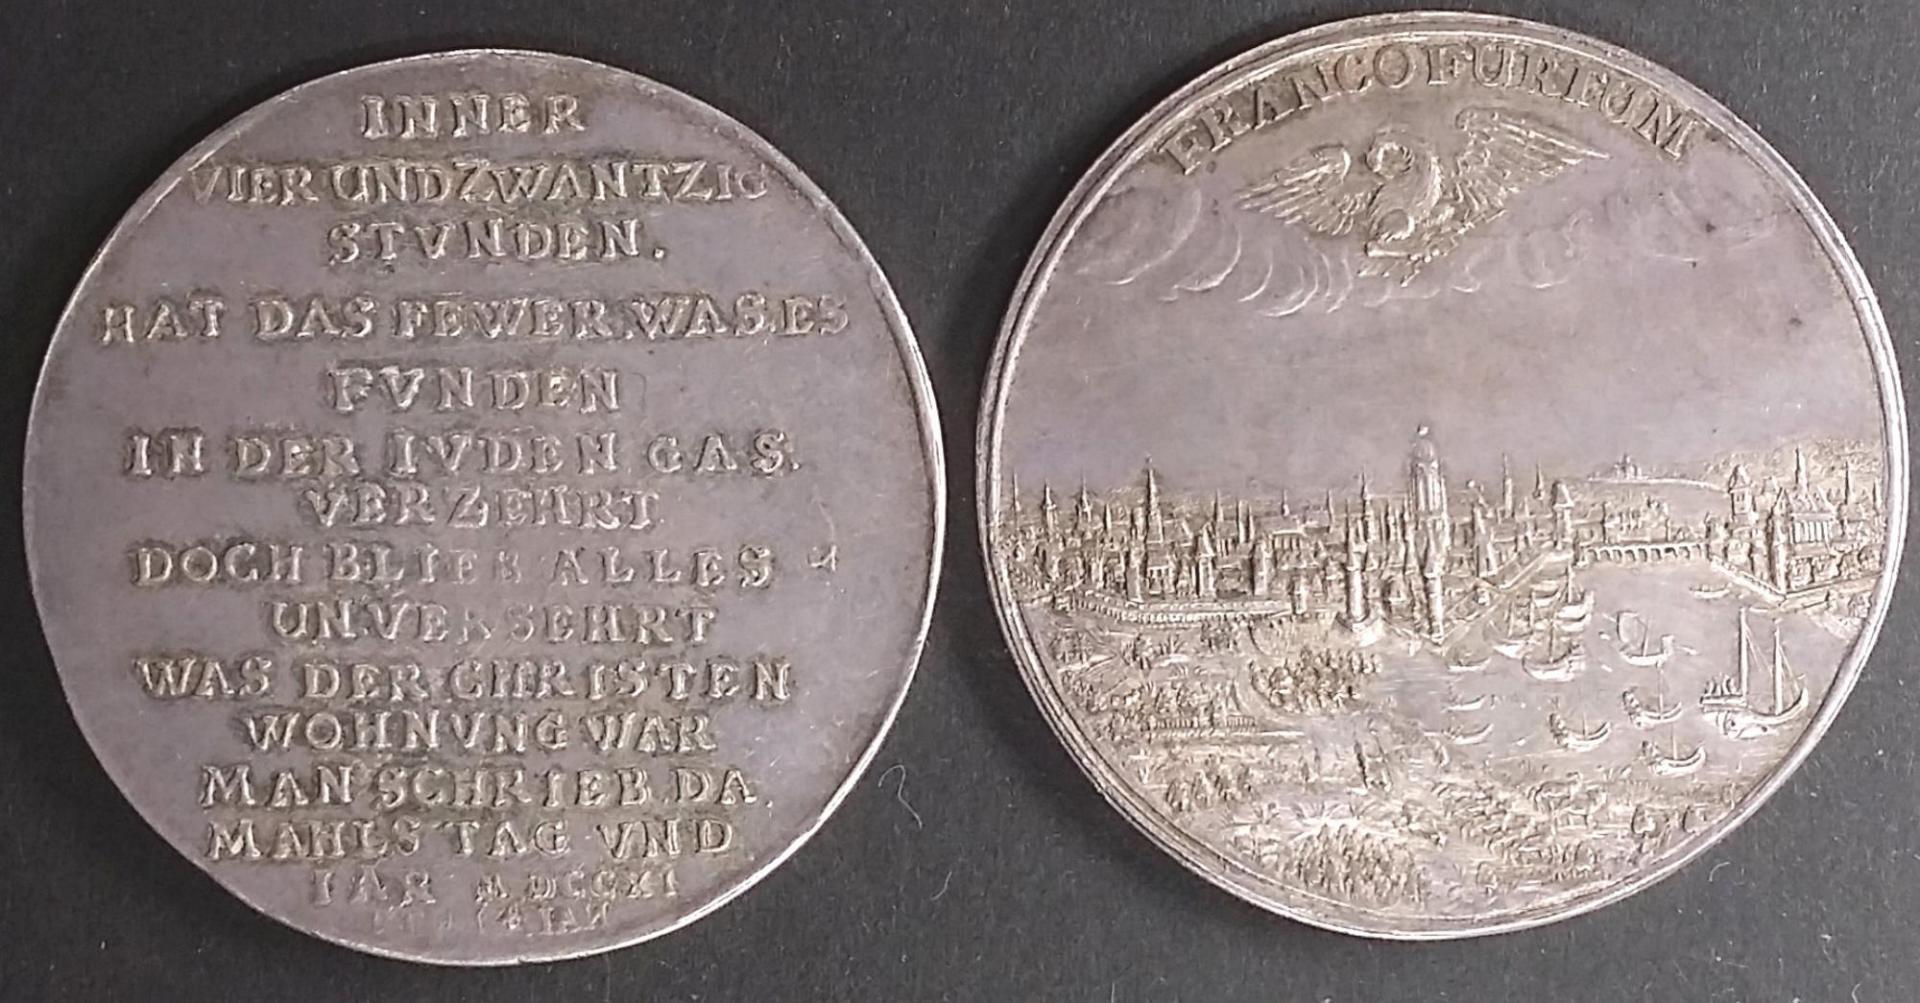 INNER
VIER UND ZWANTZIG
STVNDEN.
HAT DAS FEWER WAS ES
FVNDEN
IN DER IVDEN GAS.
VERZEHRT
DOCH BLIEB ALLES
UNVERSEHRT
WAS DER CHRISTEN
WOHNVNG WAR
MAN SCHRIEB DA
MAHLS TAG VND
IAR MDCCXI
14 IAN
FRANCOFURTUM